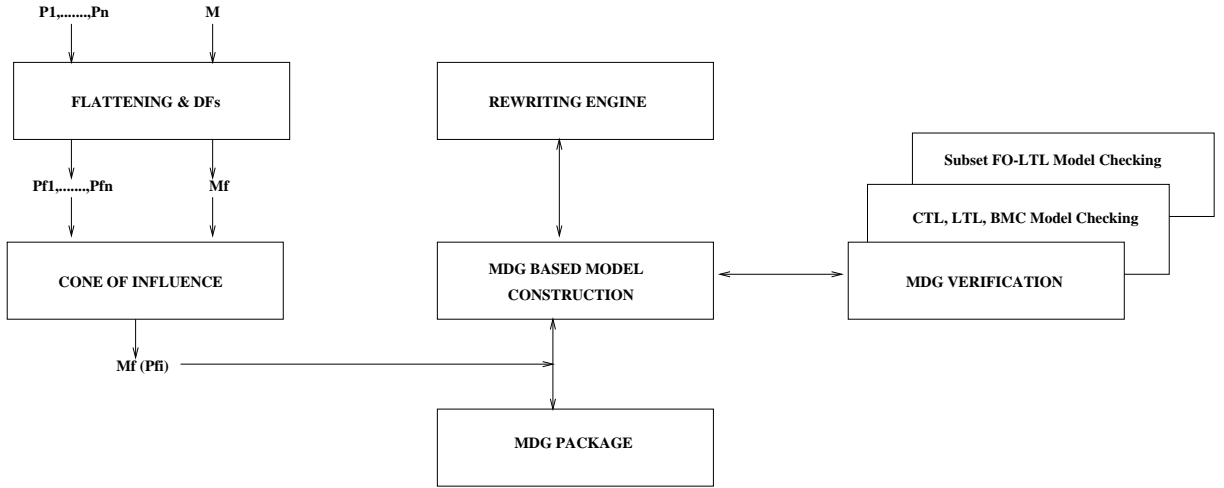 P1,.......,Pn
M
FLATTENING & DFs
REWRITING ENGINE
Subset FO-LTL Model Checking
Pf1,.......,Pfn
Mf
CTL, LTL, BMC Model Checking
CONE OF INFLUENCE
MDG BASED MODEL
CONSTRUCTION
MDG VERIFICATION
Mf (Pfi)
MDG PACKAGE